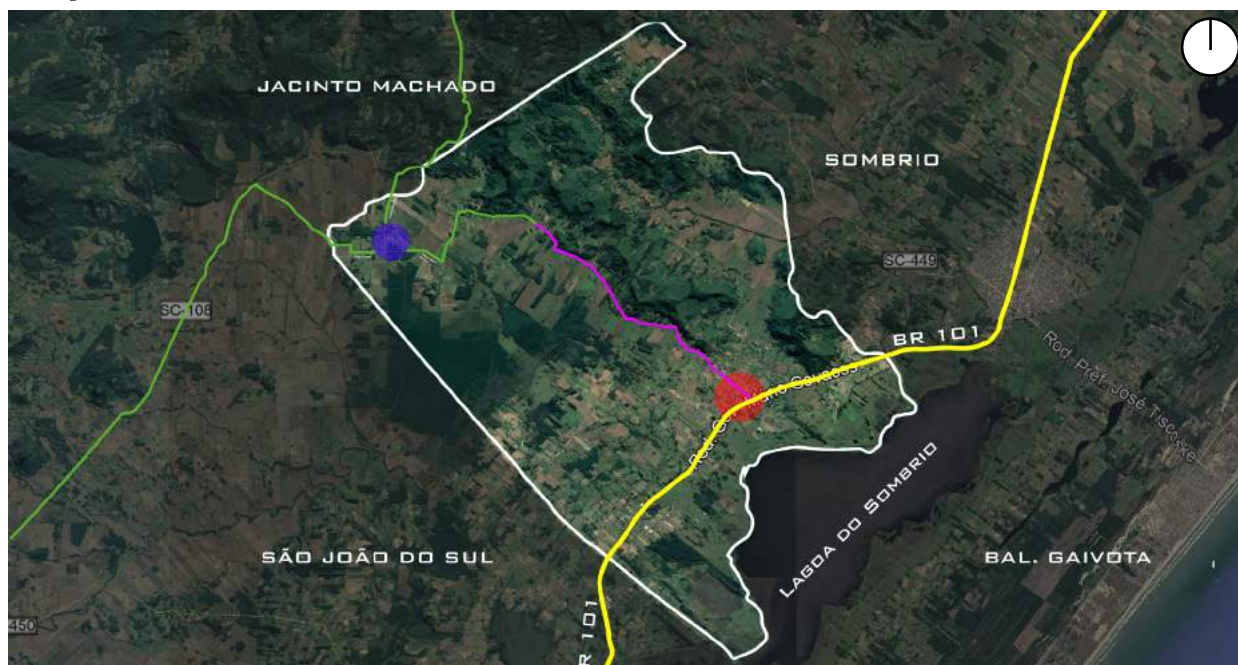 JACINTO MACHADO
SOMBRIO
SC-449
SC-108
BR 101
Rod. Pref. José Tiscoski
LAGOA DO SOMBRIO
SÃO JOÃO DO SUL
BAL. GAIVOTA
450
R 101